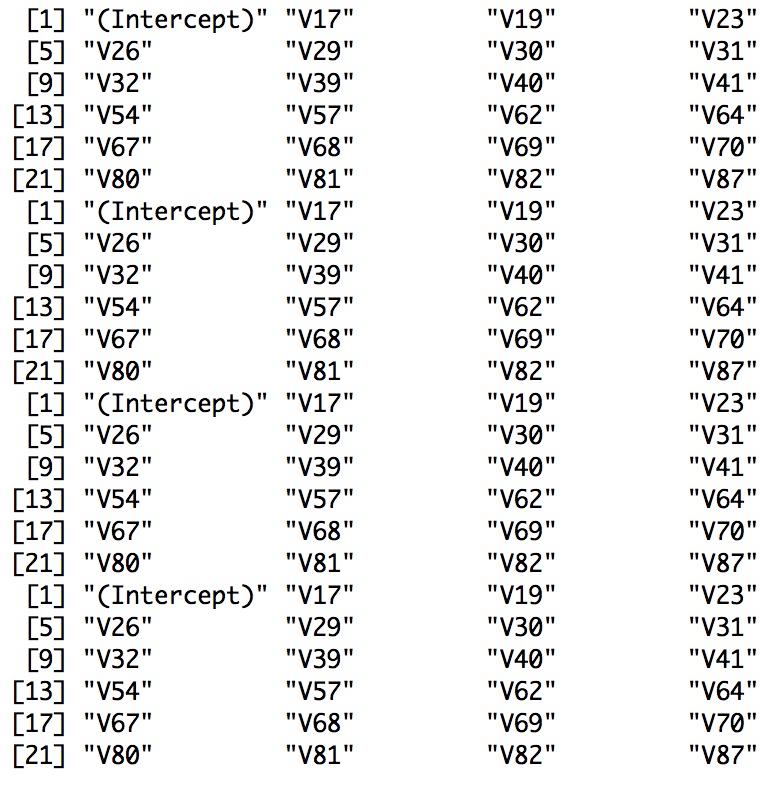 [1] "(Intercept)" "V17" "V19" "V23"
[5] "V26" "V29" "V30" "V31"
[9] "V32" "V39" "V40" "V41"
[13] "V54" "V57" "V62" "V64"
[17] "V67" "V68" "V69" "V70"
[21] "V80" "V81" "V82" "V87"
[1] "(Intercept)" "V17" "V19" "V23"
[5] "V26" "V29" "V30" "V31"
[9] "V32" "V39" "V40" "V41"
[13] "V54" "V57" "V62" "V64"
[17] "V67" "V68" "V69" "V70"
[21] "V80" "V81" "V82" "V87"
[1] "(Intercept)" "V17" "V19" "V23"
[5] "V26" "V29" "V30" "V31"
[9] "V32" "V39" "V40" "V41"
[13] "V54" "V57" "V62" "V64"
[17] "V67" "V68" "V69" "V70"
[21] "V80" "V81" "V82" "V87"
[1] "(Intercept)" "V17" "V19" "V23"
[5] "V26" "V29" "V30" "V31"
[9] "V32" "V39" "V40" "V41"
[13] "V54" "V57" "V62" "V64"
[17] "V67" "V68" "V69" "V70"
[21] "V80" "V81" "V82" "V87"